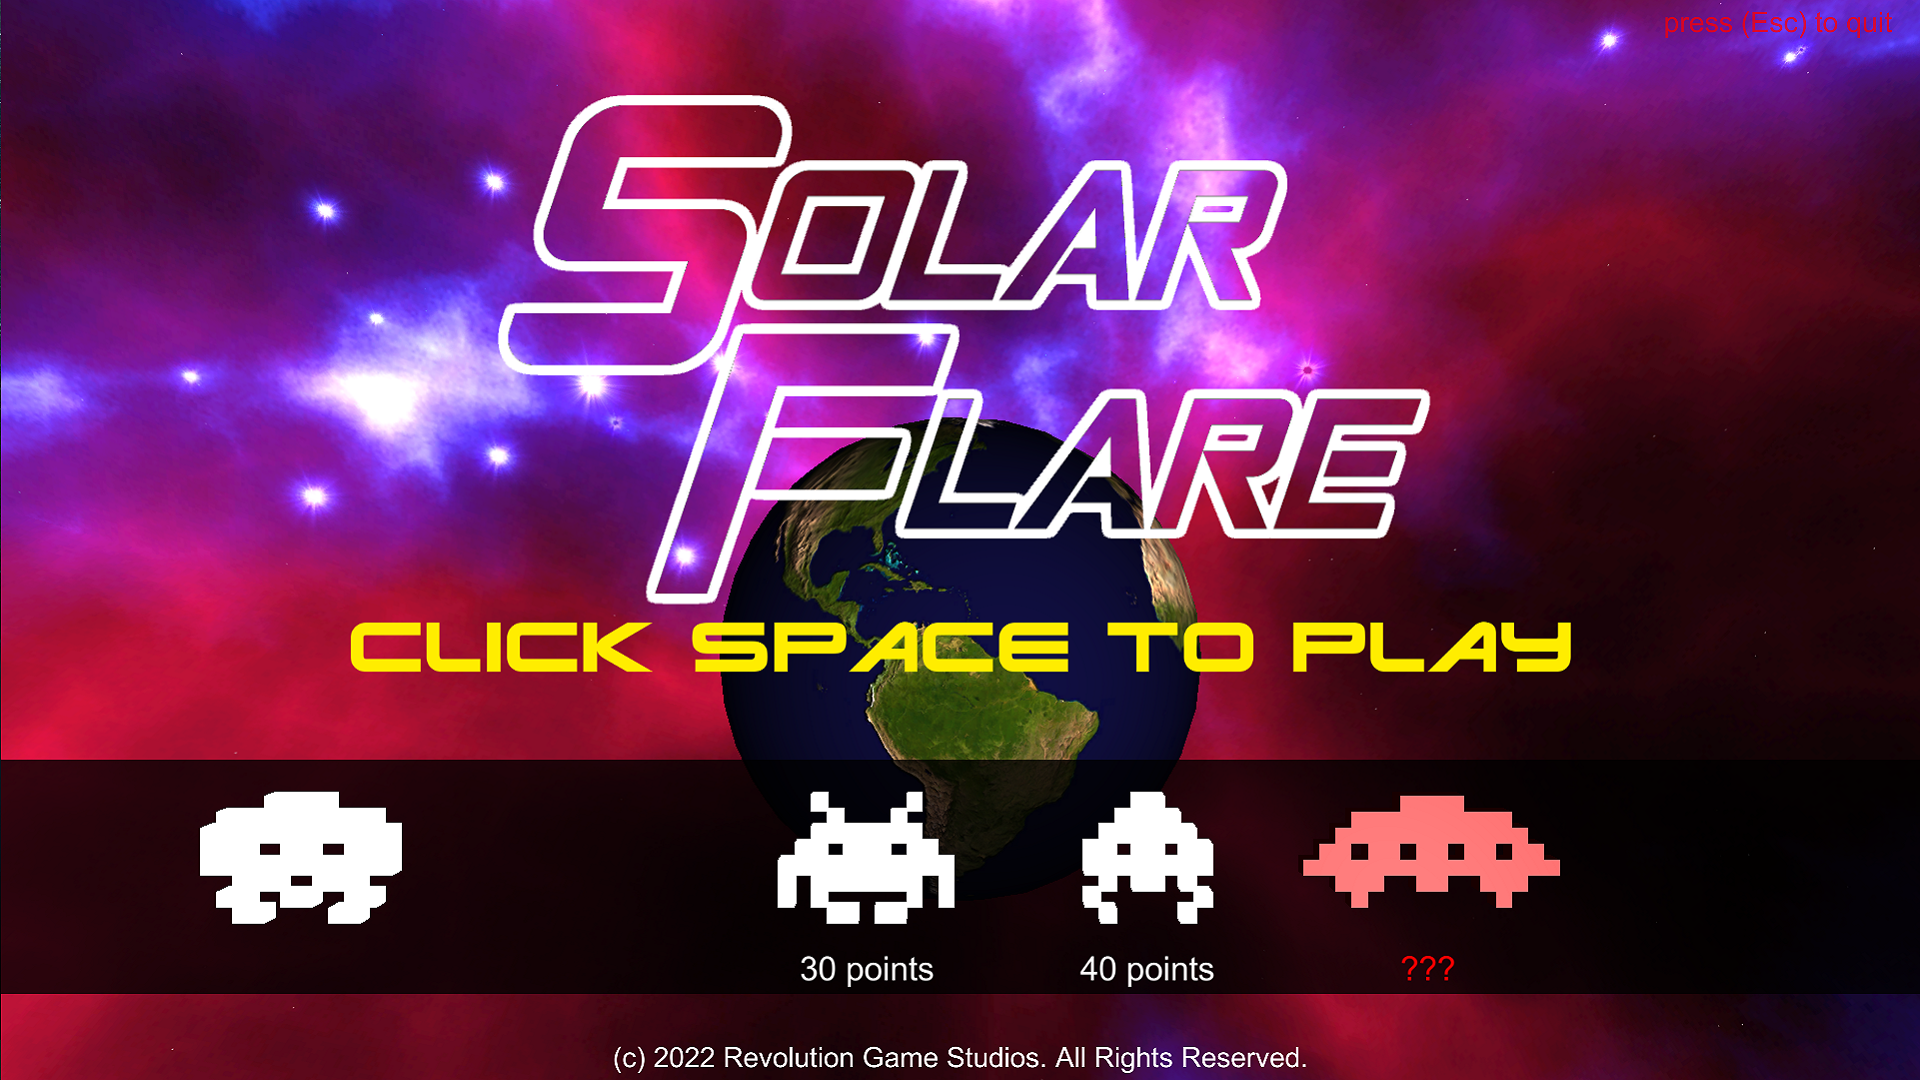 press (Esc) to quit
SOLAR
FLARE
CLICK SPACE TO PLAY
30 points
40 points
???
(c) 2022 Revolution Game Studios. All Rights Reserved.